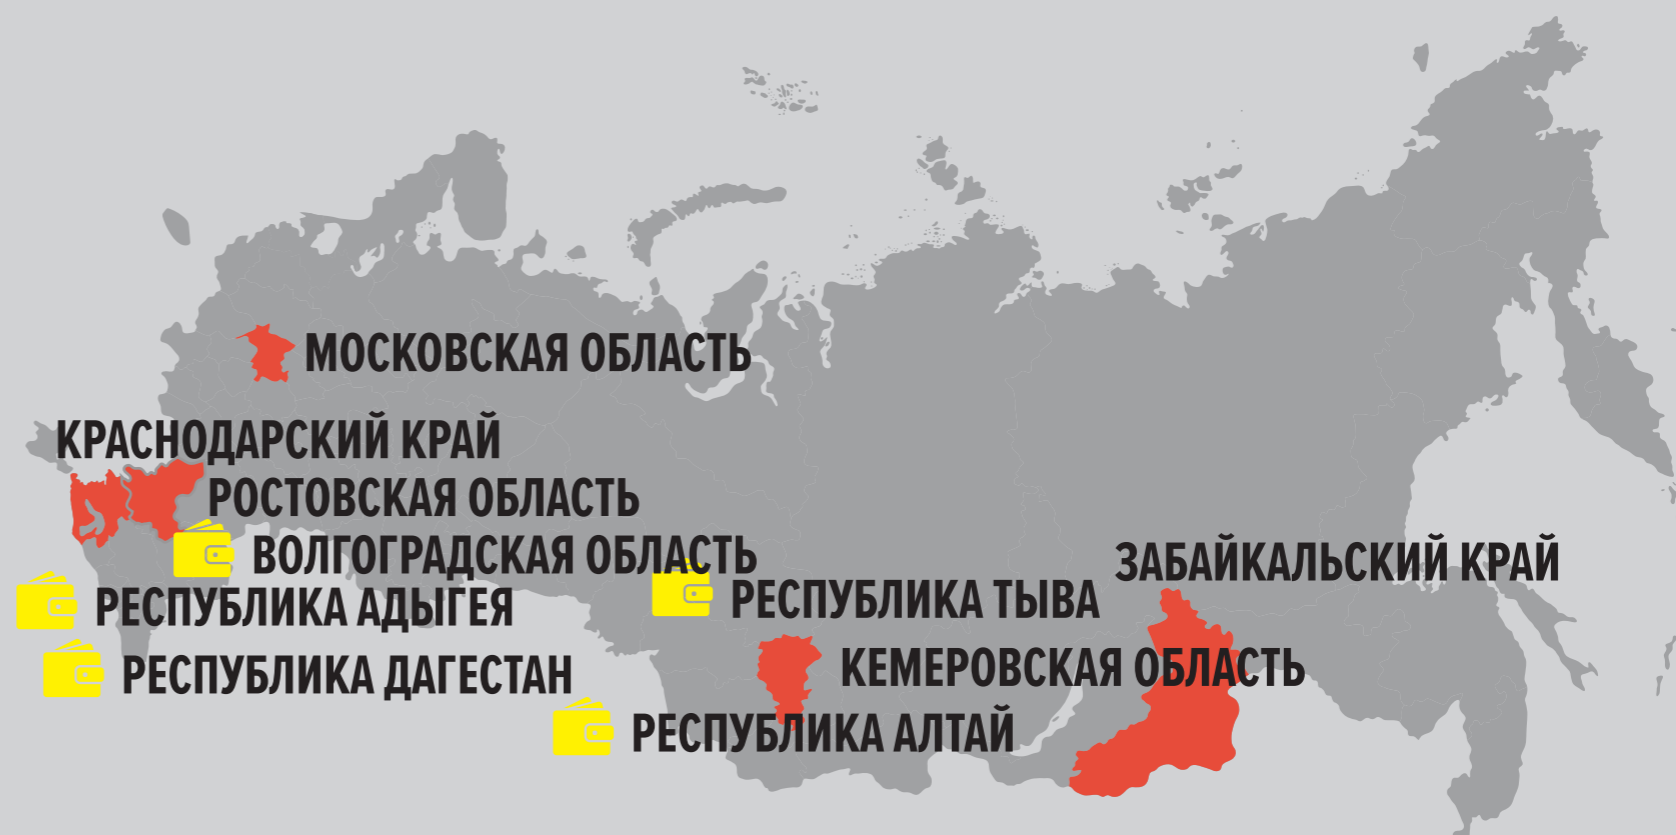 МОСКОВСКАЯ ОБЛАСТЬ
КРАСНОДАРСКИЙ КРАЙ
РОСТОВСКАЯ ОБЛАСТЬ
ВОЛГОГРАДСКАЯ ОБЛАСТЬ
ЗАБАЙКАЛЬСКИЙ КРАЙ
РЕСПУБЛИКА АДЫГЕЯ
РЕСПУБЛИКА ТЫВА
РЕСПУБЛИКА ДАГЕСТАН
КЕМЕРОВСКАЯ ОБЛАСТЬ
РЕСПУБЛИКА АЛТАЙ